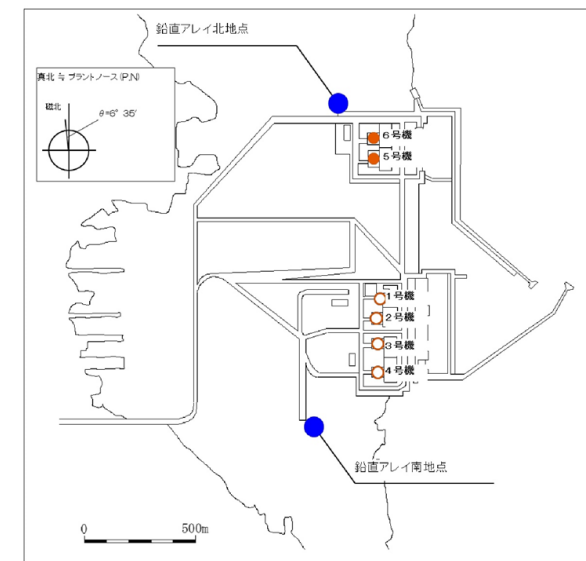 鉛直アレイ北地点
真北 ≒ プラントノース(P.N)
磁北
θ=6° 35′
6号機
5号機
1号機
2号機
3号機
4号機
鉛直アレイ南地点
0
500m